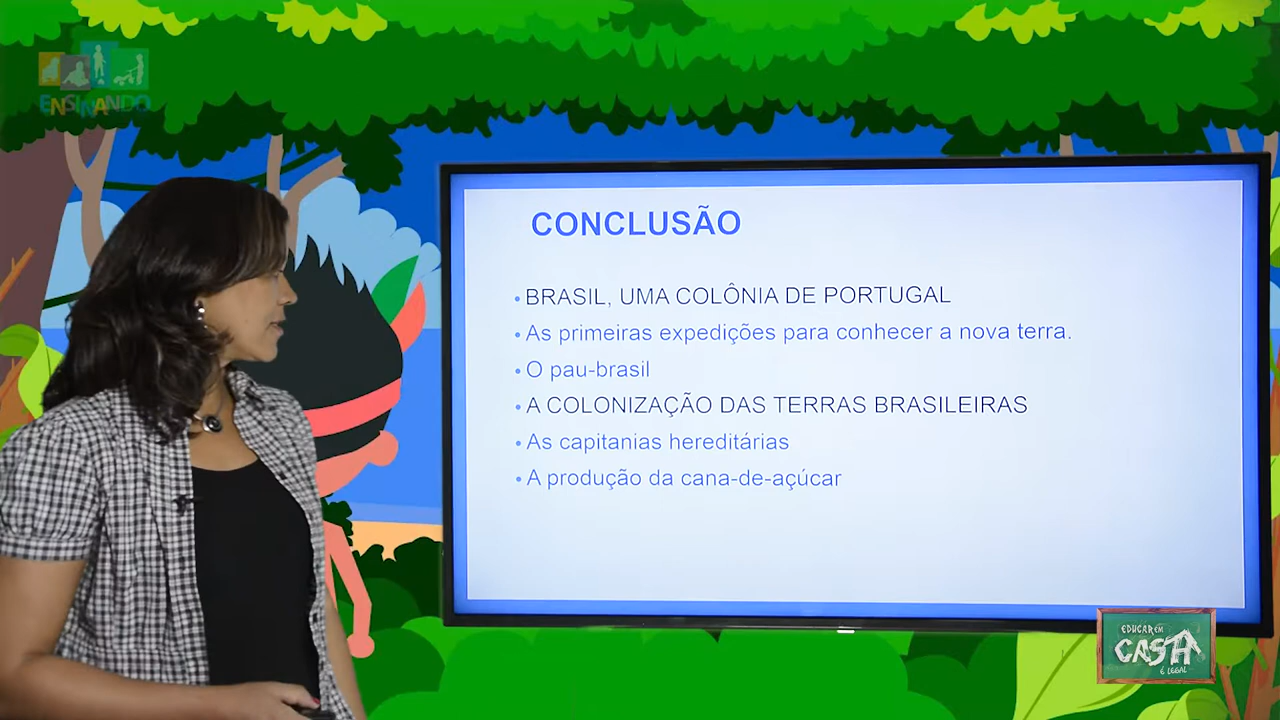 ENSINANDO
CONCLUSÃO
• BRASIL, UMA COLÔNIA DE PORTUGAL
• As primeiras expedições para conhecer a nova terra.
• O pau-brasil
• A COLONIZAÇÃO DAS TERRAS BRASILEIRAS
• As capitanias hereditárias
• A produção da cana-de-açúcar
EDUCAR EM
CASA
É LEGAL